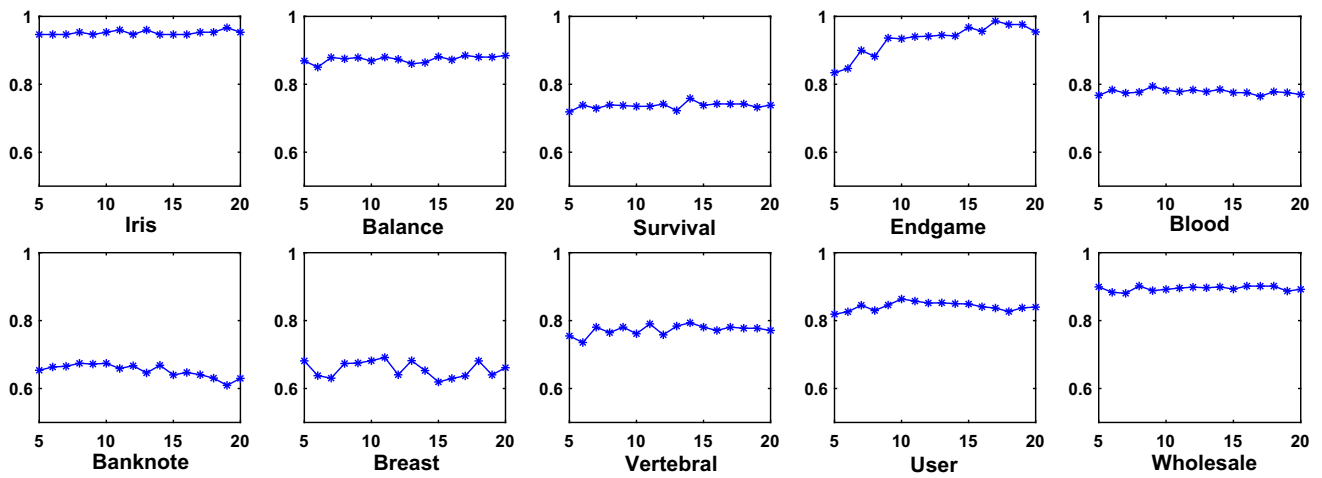 1 1 1 1 1
0.8 0.8 0.8 0.8 0.8
0.6 0.6 0.6 0.6 0.6
5 10 15 20 5 10 15 20 5 10 15 20 5 10 15 20 5 10 15 20
Iris Balance Survival Endgame Blood
1 1 1 1 1
0.8 0.8 0.8 0.8 0.8
0.6 0.6 0.6 0.6 0.6
5 10 15 20 5 10 15 20 5 10 15 20 5 10 15 20 5 10 15 20
Banknote Breast Vertebral User Wholesale